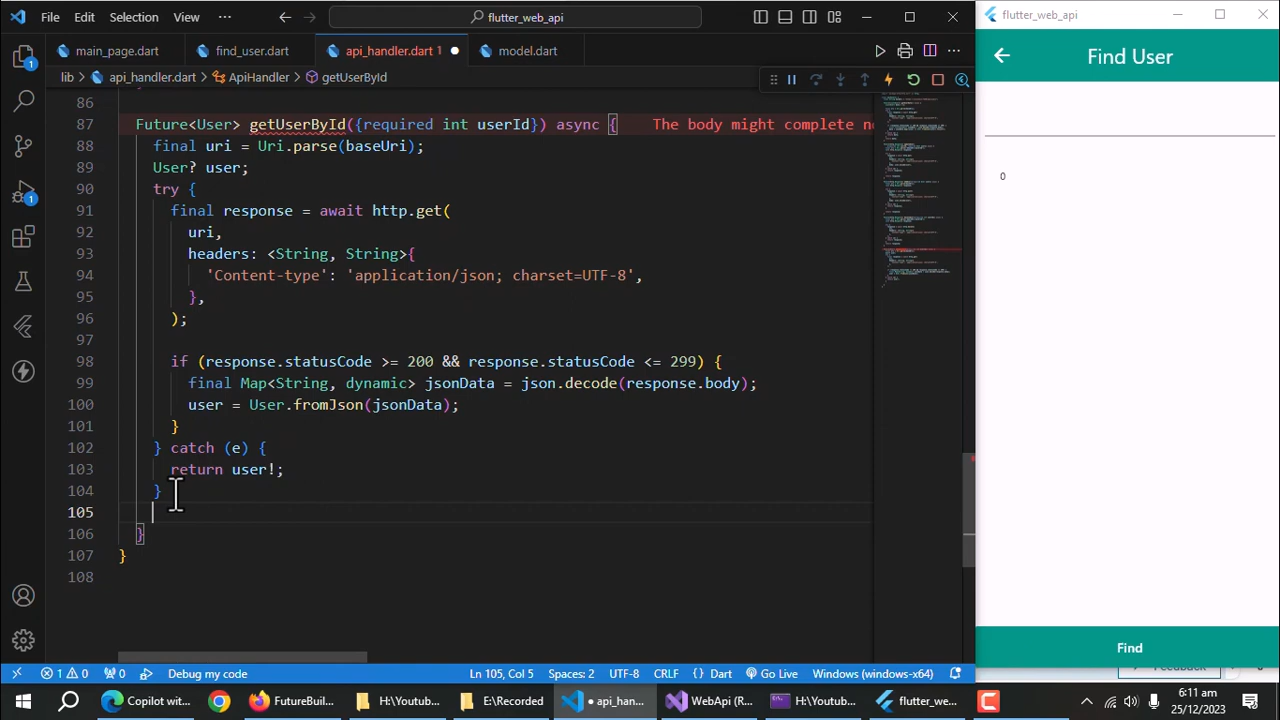 File Edit Selection View ··· flutter_web_api
flutter_web_api
main_page.dart find_user.dart api_handler.dart 1 model.dart
lib > api_handler.dart > ApiHandler > getUserById
Find User
86
87 Future<User> getUserById({required int userId}) async { The body might complete no
88 final uri = Uri.parse(baseUri);
89 User? user;
90 try {
91 final response = await http.get(
92 uri,
93 headers: <String, String>{
94 'Content-type': 'application/json; charset=UTF-8',
95 },
96 );
97
98 if (response.statusCode >= 200 && response.statusCode <= 299) {
99 final Map<String, dynamic> jsonData = json.decode(response.body);
100 user = User.fromJson(jsonData);
101 }
102 } catch (e) {
103 return user!;
104 }
105
106 }
107 }
108
0
Find
Feedback
1 0 0 Debug my code Ln 105, Col 5 Spaces: 2 UTF-8 CRLF {} Dart Go Live Windows (windows-x64)
Copilot wit... FutureBuil... H:\Youtub... E:\Recordi... ● api_han... WebApi (R... H:\Youtub... flutter_we...
6:11 am
25/12/2023